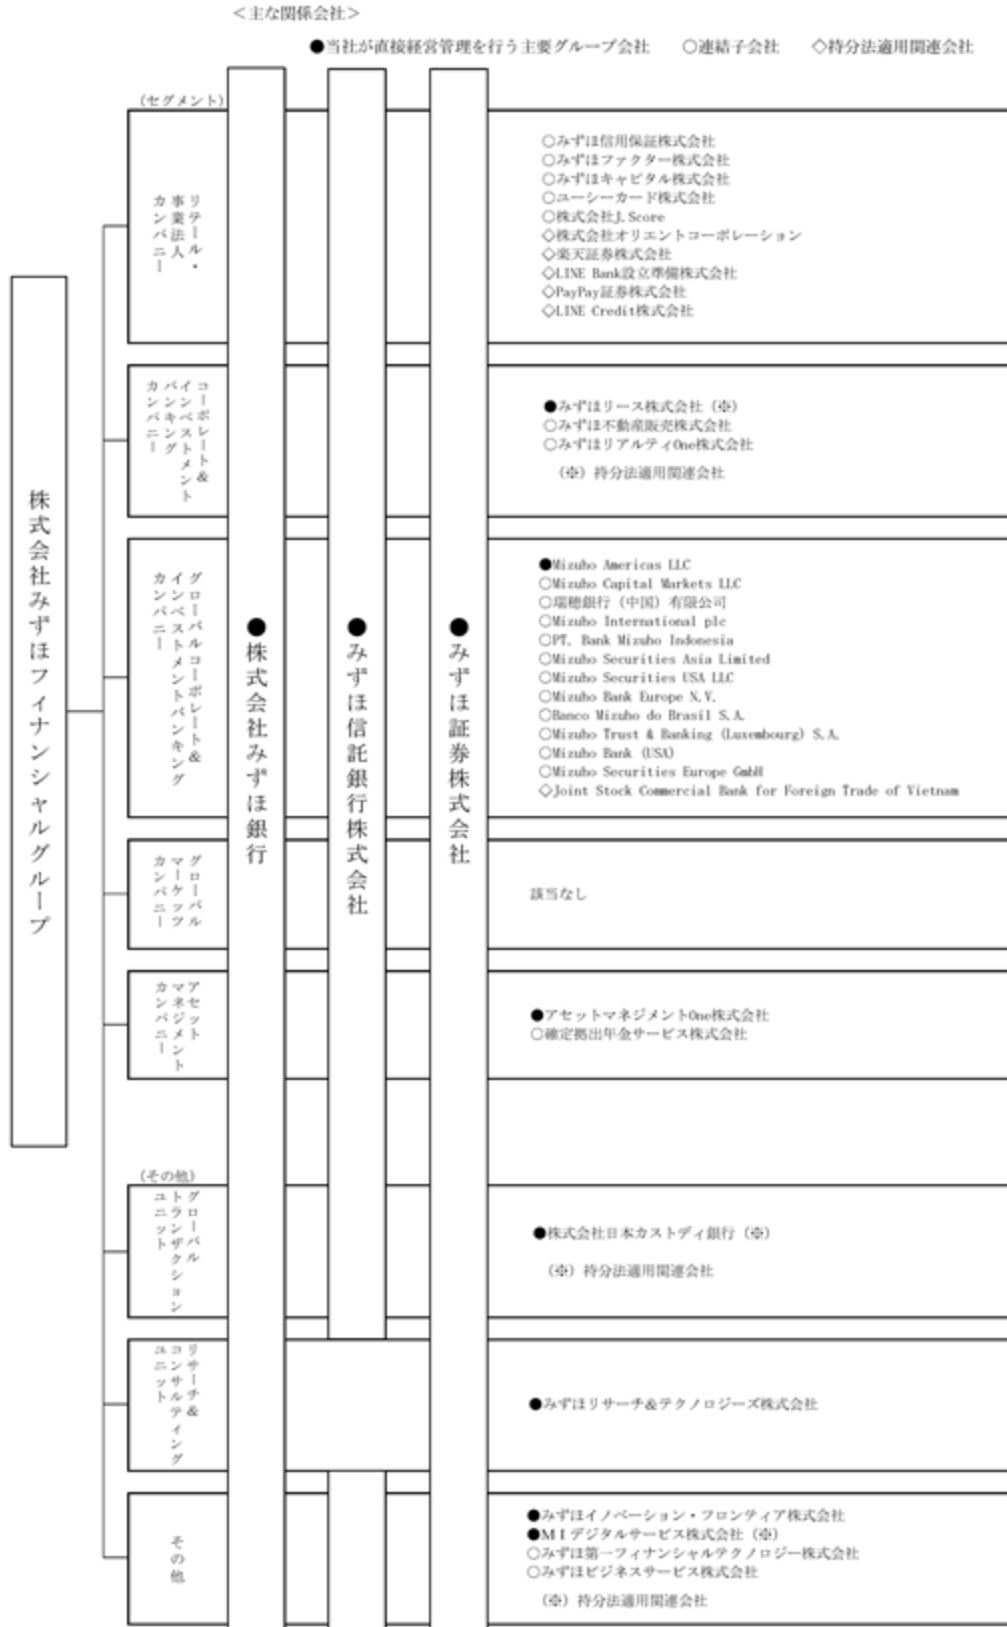 ＜主な関係会社＞
●当社が直接経営管理を行う主要グループ会社　○連結子会社　◇持分法適用関連会社
株式会社みずほフィナンシャルグループ
（セグメント）
●株式会社みずほ銀行
●みずほ信託銀行株式会社
●みずほ証券株式会社
リテール・
事業法人
カンパニー
○みずほ信用保証株式会社
○みずほファクター株式会社
○みずほキャピタル株式会社
○ユーシーカード株式会社
○株式会社J.Score
◇株式会社オリエントコーポレーション
◇楽天証券株式会社
◇LINE Bank設立準備株式会社
◇PayPay証券株式会社
◇LINE Credit株式会社
コーポレート＆
インベストメント
バンキング
カンパニー
●みずほリース株式会社（※）
○みずほ不動産販売株式会社
○みずほリアルティOne株式会社
（※）持分法適用関連会社
グローバルコーポレート＆
インベストメントバンキング
カンパニー
●Mizuho Americas LLC
○Mizuho Capital Markets LLC
○瑞穂銀行（中国）有限公司
○Mizuho International plc
○PT. Bank Mizuho Indonesia
○Mizuho Securities Asia Limited
○Mizuho Securities USA LLC
○Mizuho Bank Europe N.V.
○Banco Mizuho do Brasil S.A.
○Mizuho Trust & Banking (Luxembourg) S.A.
○Mizuho Bank (USA)
○Mizuho Securities Europe GmbH
◇Joint Stock Commercial Bank for Foreign Trade of Vietnam
グローバル
マーケッツ
カンパニー
該当なし
アセット
マネジメント
カンパニー
●アセットマネジメントOne株式会社
○確定拠出年金サービス株式会社
（その他）
グローバル
トランザクション
ユニット
●株式会社日本カストディ銀行（※）
（※）持分法適用関連会社
リサーチ＆
コンサルティング
ユニット
●みずほリサーチ&テクノロジーズ株式会社
その他
●みずほイノベーション・フロンティア株式会社
●ＭＩデジタルサービス株式会社（※）
○みずほ第一フィナンシャルテクノロジー株式会社
○みずほビジネスサービス株式会社
（※）持分法適用関連会社